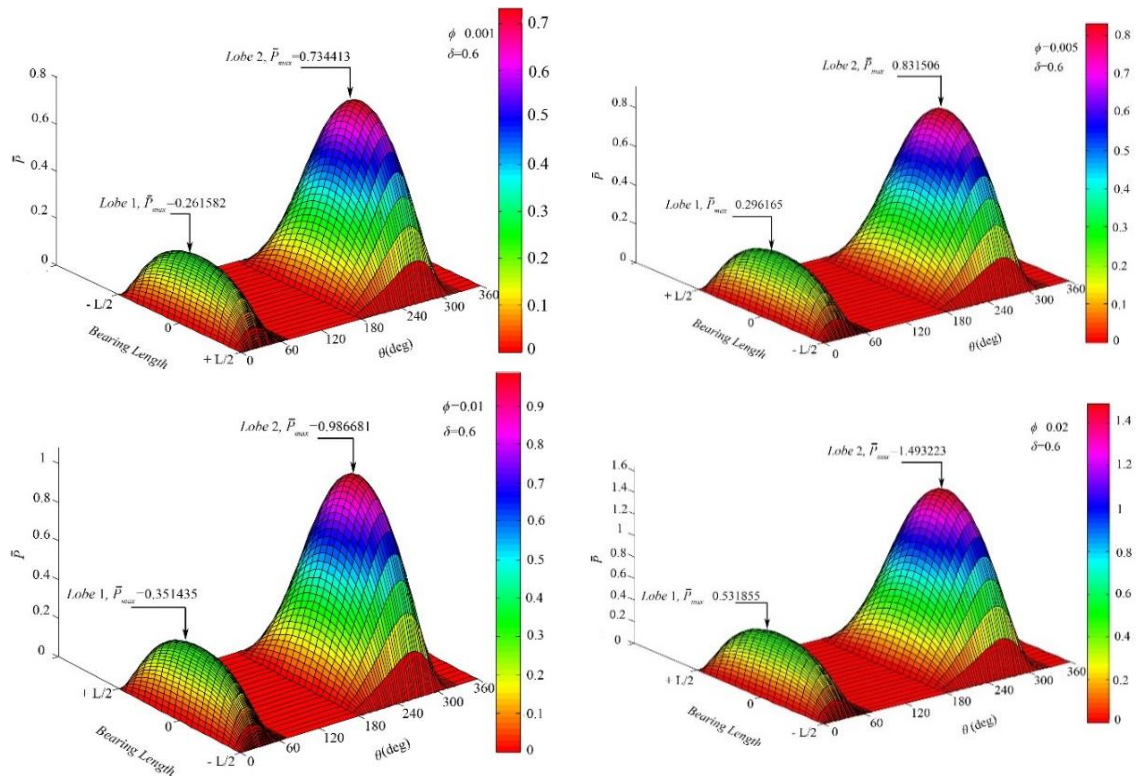 ϕ 0.001
δ=0.6
Lobe 2, P̄max=0.734413
Lobe 1, P̄max−0.261582
P̄
0.8
0.6
0.4
0.2
0
- L/2
0
+ L/2
Bearing Length
0
60
120
180
240
300
360
θ(deg)
0.7
0.6
0.5
0.4
0.3
0.2
0.1
0
ϕ−0.005
δ=0.6
Lobe 2, P̄max 0.831506
Lobe 1, P̄max 0.296165
P̄
0.8
0.6
0.4
0.2
0
+ L/2
0
- L/2
Bearing Length
0
60
120
180
240
300
360
θ(deg)
0.8
0.7
0.6
0.5
0.4
0.3
0.2
0.1
0
ϕ−0.01
δ=0.6
Lobe 2, P̄max−0.986681
Lobe 1, P̄max−0.351435
P̄
1
0.8
0.6
0.4
0.2
0
+ L/2
0
- L/2
Bearing Length
0
60
120
180
240
300
360
θ(deg)
0.9
0.8
0.7
0.6
0.5
0.4
0.3
0.2
0.1
0
ϕ 0.02
δ=0.6
Lobe 2, P̄max−1.493223
Lobe 1, P̄max 0.531855
P̄
1.6
1.4
1.2
1
0.8
0.6
0.4
0.2
0
+ L/2
0
- L/2
Bearing Length
0
60
120
180
240
300
360
θ(deg)
1.4
1.2
1
0.8
0.6
0.4
0.2
0